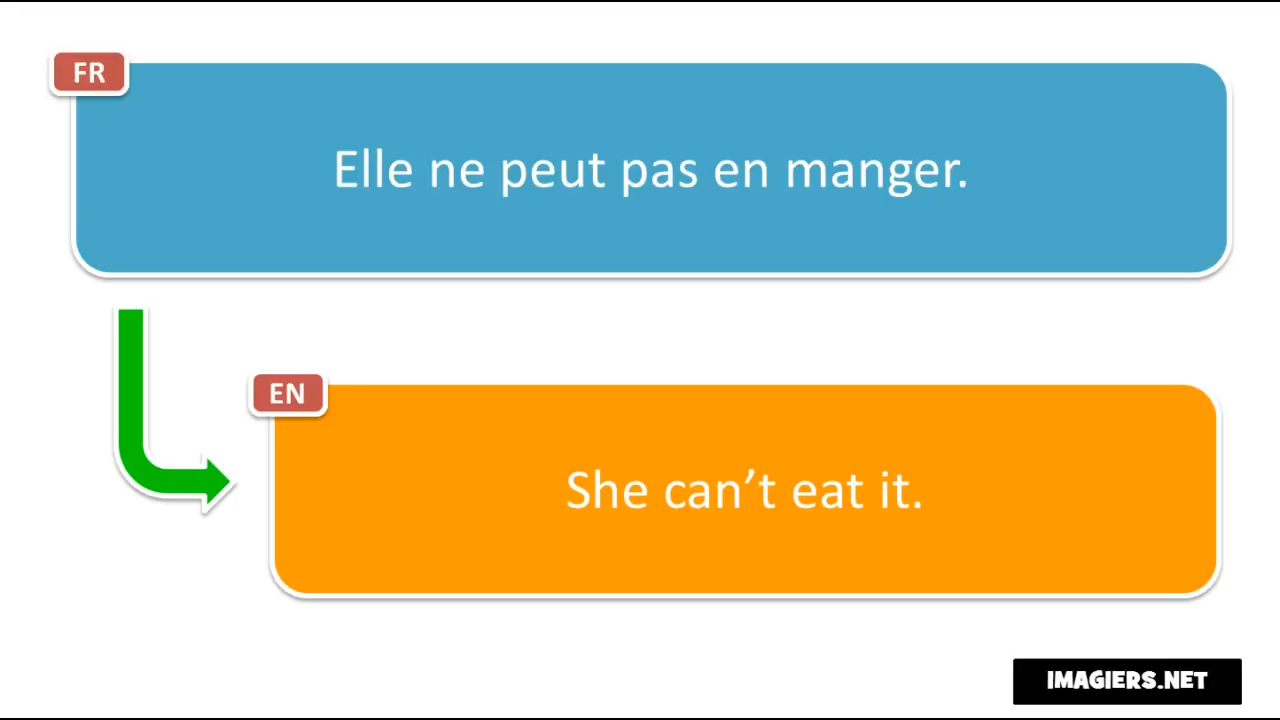 FR
Elle ne peut pas en manger.
EN
She can’t eat it.
IMAGIERS.NET